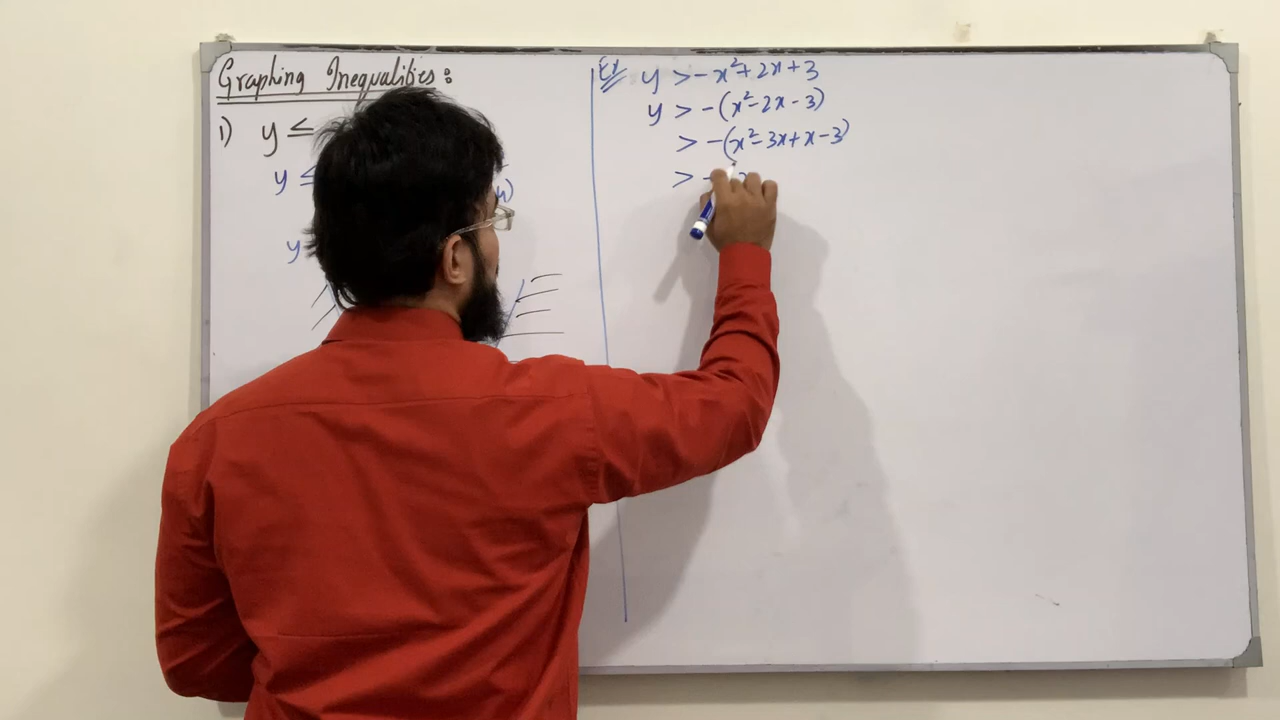 Graphing Inequalities:
1) y ≤
y ≤
y
Ex y > -x²+2x+3
y > -(x²-2x-3)
> -(x²-3x+x-3)
> -